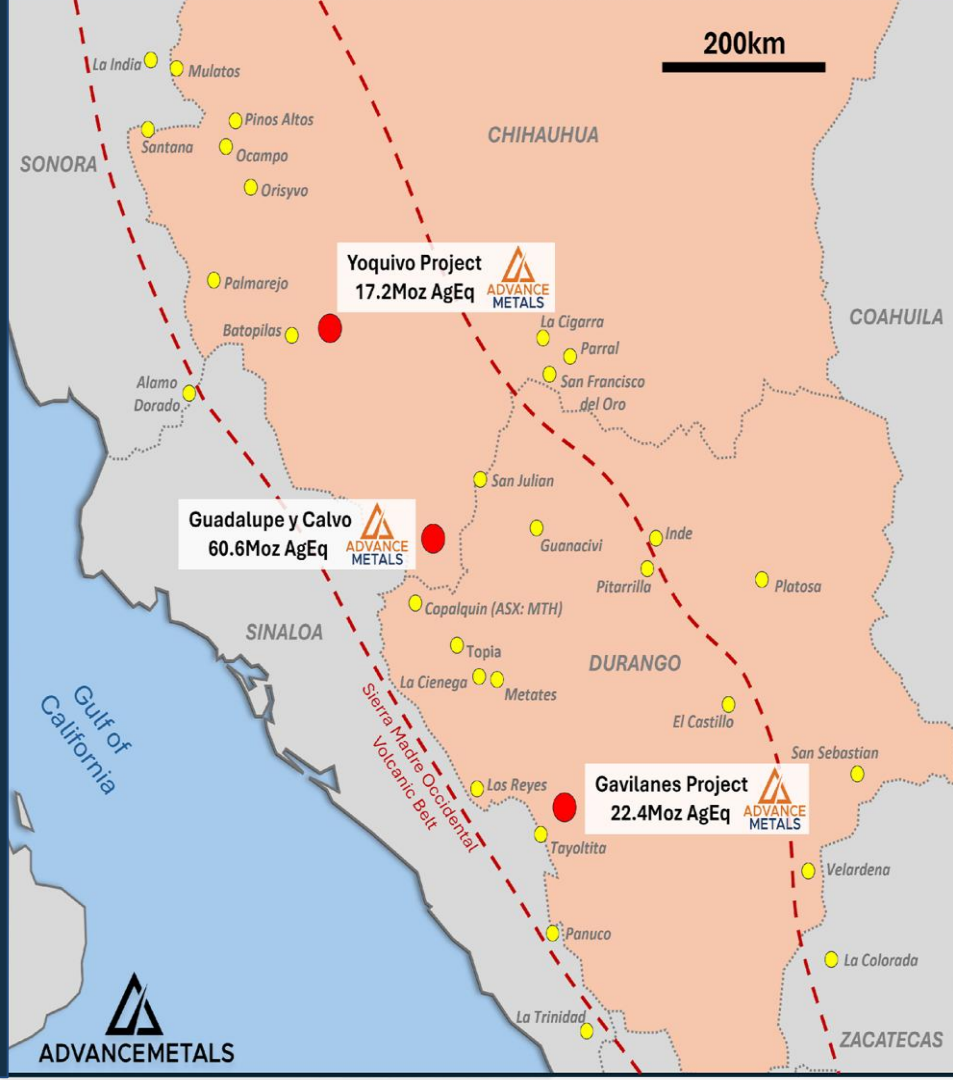 200km
La India
Mulatos
Pinos Altos
CHIHAUHUA
Santana
Ocampo
SONORA
Orisyvo
Yoquivo Project
17.2Moz AgEq
ADVANCE
METALS
Palmarejo
COAHUILA
Batopilas
La Cigarra
Parral
Alamo
Dorado
San Francisco
del Oro
San Julian
Guadalupe y Calvo
60.6Moz AgEq
ADVANCE
METALS
Guanacivi
Inde
Pitarrilla
Platosa
Copalquin (ASX: MTH)
SINALOA
Topia
DURANGO
La Cienega
Metates
Gulf of
California
Sierra Madre Occidental
Volcanic Belt
El Castillo
San Sebastian
Los Reyes
Gavilanes Project
22.4Moz AgEq
ADVANCE
METALS
Tayoltita
Velardena
Panuco
La Colorada
La Trinidad
ZACATECAS
ADVANCEMETALS